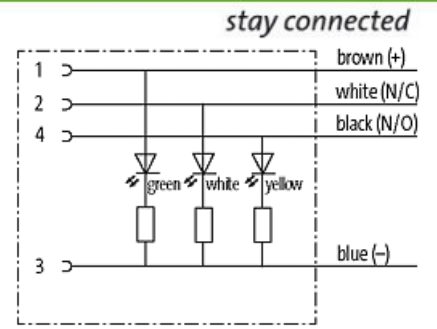 stay connected
1 brown (+)
2 white (N/C)
4 black (N/O)
green white yellow
3 blue (–)